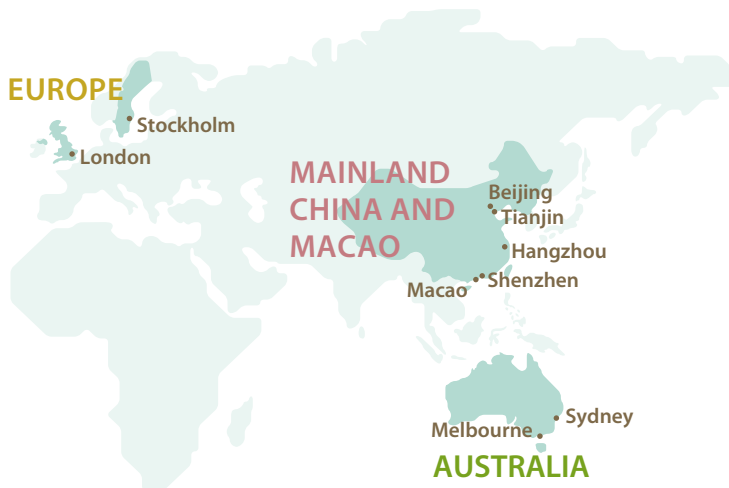 EUROPE
Stockholm
London
MAINLAND
CHINA AND
MACAO
Beijing
Tianjin
Hangzhou
Shenzhen
Macao
Sydney
Melbourne
AUSTRALIA